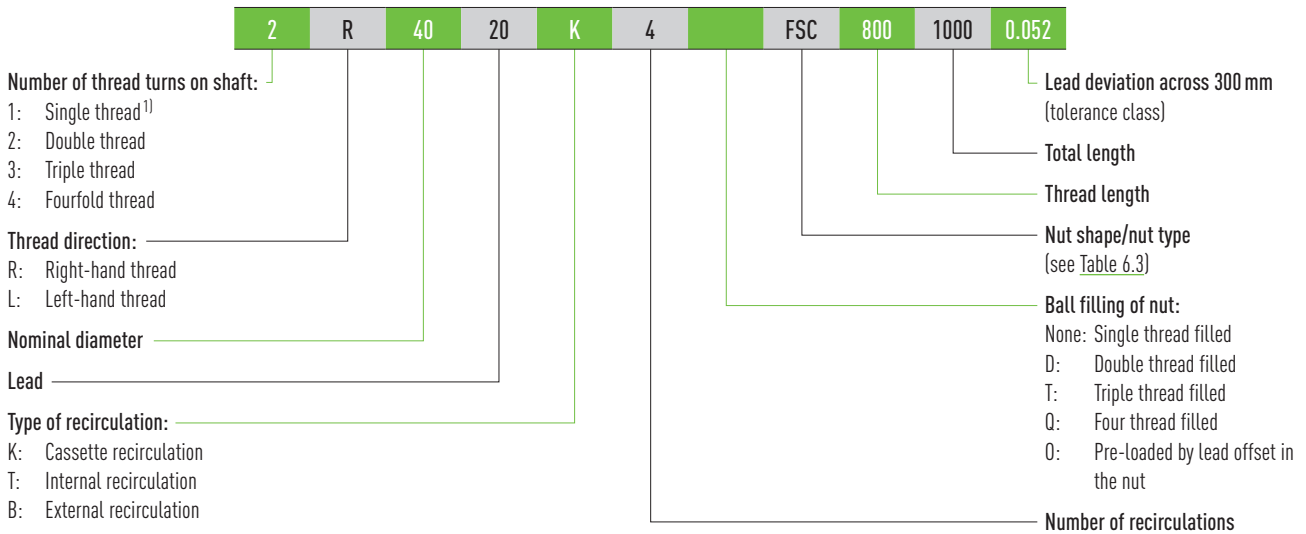 2 R 40 20 K 4 FSC 800 1000 0.052
Number of thread turns on shaft:
1: Single thread1)
2: Double thread
3: Triple thread
4: Fourfold thread
Thread direction:
R: Right-hand thread
L: Left-hand thread
Nominal diameter
Lead
Type of recirculation:
K: Cassette recirculation
T: Internal recirculation
B: External recirculation
Lead deviation across 300 mm
(tolerance class)
Total length
Thread length
Nut shape/nut type
(see Table 6.3)
Ball filling of nut:
None: Single thread filled
D: Double thread filled
T: Triple thread filled
Q: Four thread filled
O: Pre-loaded by lead offset in
the nut
Number of recirculations